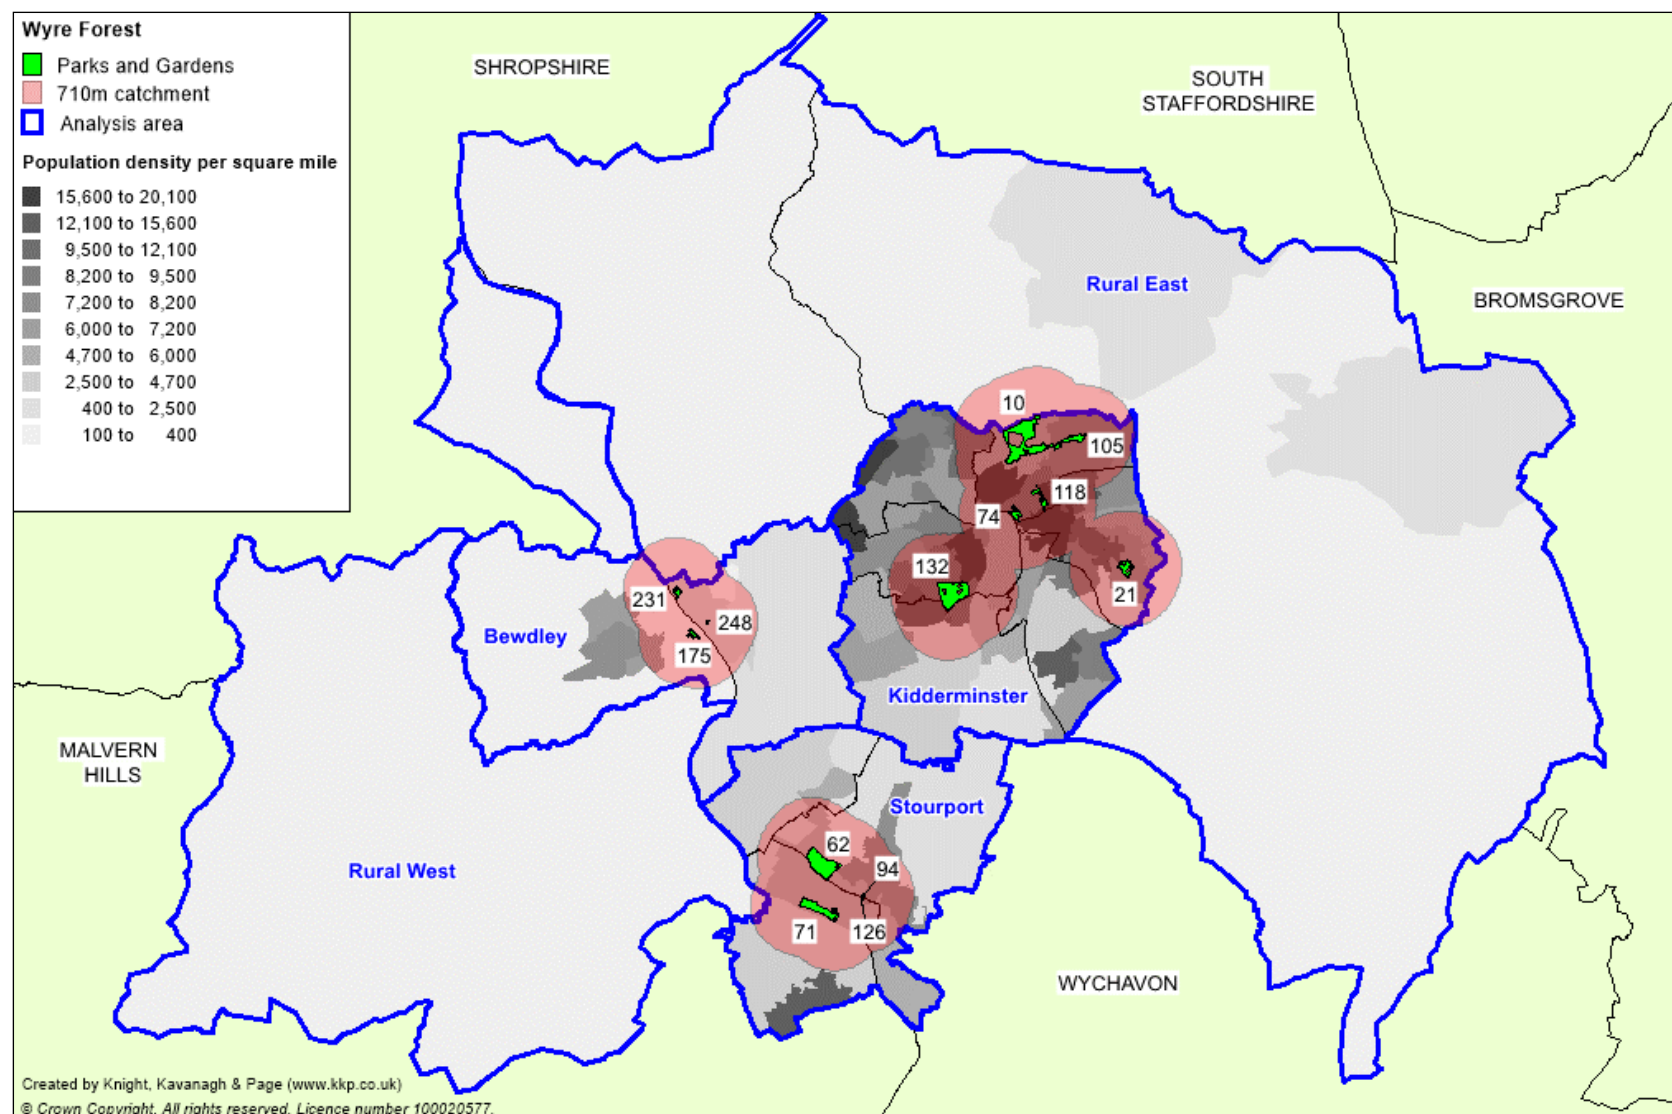 Wyre Forest
Parks and Gardens
710m catchment
Analysis area
Population density per square mile
15,600 to 20,100
12,100 to 15,600
9,500 to 12,100
8,200 to 9,500
7,200 to 8,200
6,000 to 7,200
4,700 to 6,000
2,500 to 4,700
400 to 2,500
100 to 400
SHROPSHIRE
SOUTH
STAFFORDSHIRE
Rural East
BROMSGROVE
10
105
118
74
132
21
231
248
175
Bewdley
Kidderminster
MALVERN
HILLS
Stourport
62
94
71
126
Rural West
WYCHAVON
Created by Knight, Kavanagh & Page (www.kkp.co.uk)
© Crown Copyright. All rights reserved. Licence number 100020577.